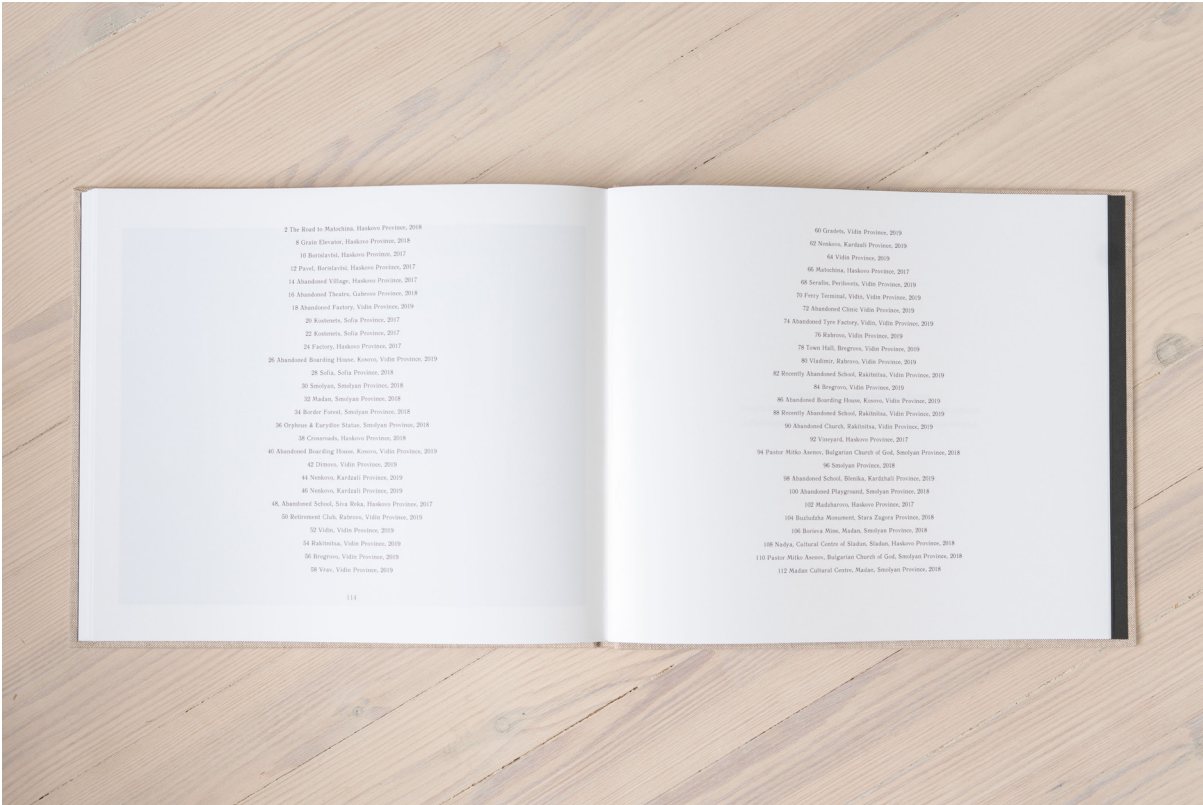 2 The Road to Matochina, Haskovo Province, 2018
8 Grain Elevator, Haskovo Province, 2018
10 Borislavtsi, Haskovo Province, 2017
12 Pavel, Borislavtsi, Haskovo Province, 2017
14 Abandoned Village, Haskovo Province, 2017
16 Abandoned Theatre, Gabrovo Province, 2018
18 Abandoned Factory, Vidin Province, 2019
20 Kostenets, Sofia Province, 2017
22 Kostenets, Sofia Province, 2017
24 Factory, Haskovo Province, 2017
26 Abandoned Boarding House, Kosovo, Vidin Province, 2019
28 Sofia, Sofia Province, 2018
30 Smolyan, Smolyan Province, 2018
32 Madan, Smolyan Province, 2018
34 Border Forest, Smolyan Province, 2018
36 Orpheus & Eurydice Statue, Smolyan Province, 2018
38 Crossroads, Haskovo Province, 2018
40 Abandoned Boarding House, Kosovo, Vidin Province, 2019
42 Dimovo, Vidin Province, 2019
44 Nenkovo, Kardzali Province, 2019
46 Nenkovo, Kardzali Province, 2019
48, Abandoned School, Siva Reka, Haskovo Province, 2017
50 Retirement Club, Rabrovo, Vidin Province, 2019
52 Vidin, Vidin Province, 2019
54 Rakitnitsa, Vidin Province, 2019
56 Bregrovo, Vidin Province, 2019
58 Vrav, Vidin Province, 2019
114
60 Gradets, Vidin Province, 2019
62 Nenkovo, Kardzali Province, 2019
64 Vidin Province, 2019
66 Matochina, Haskovo Province, 2017
68 Serafin, Perilovets, Vidin Province, 2019
70 Ferry Terminal, Vidin, Vidin Province, 2019
72 Abandoned Clinic Vidin Province, 2019
74 Abandoned Tyre Factory, Vidin, Vidin Province, 2019
76 Rabrovo, Vidin Province, 2019
78 Town Hall, Bregrovo, Vidin Province, 2019
80 Vladimir, Rabrovo, Vidin Province, 2019
82 Recently Abandoned School, Rakitnitsa, Vidin Province, 2019
84 Bregrovo, Vidin Province, 2019
86 Abandoned Boarding House, Kosovo, Vidin Province, 2019
88 Recently Abandoned School, Rakitnitsa, Vidin Province, 2019
90 Abandoned Church, Rakitnitsa, Vidin Province, 2019
92 Vineyard, Haskovo Province, 2017
94 Pastor Mitko Asenov, Bulgarian Church of God, Smolyan Province, 2018
96 Smolyan Province, 2018
98 Abandoned School, Blenika, Kardzhali Province, 2019
100 Abandoned Playground, Smolyan Province, 2018
102 Madzharovo, Haskovo Province, 2017
104 Buzludzhe Monument, Stara Zagora Province, 2018
106 Borieva Mine, Madan, Smolyan Province, 2018
108 Nadya, Cultural Centre of Sladun, Sladun, Haskovo Province, 2018
110 Pastor Mitko Asenov, Bulgarian Church of God, Smolyan Province, 2018
112 Madan Cultural Centre, Madan, Smolyan Province, 2018